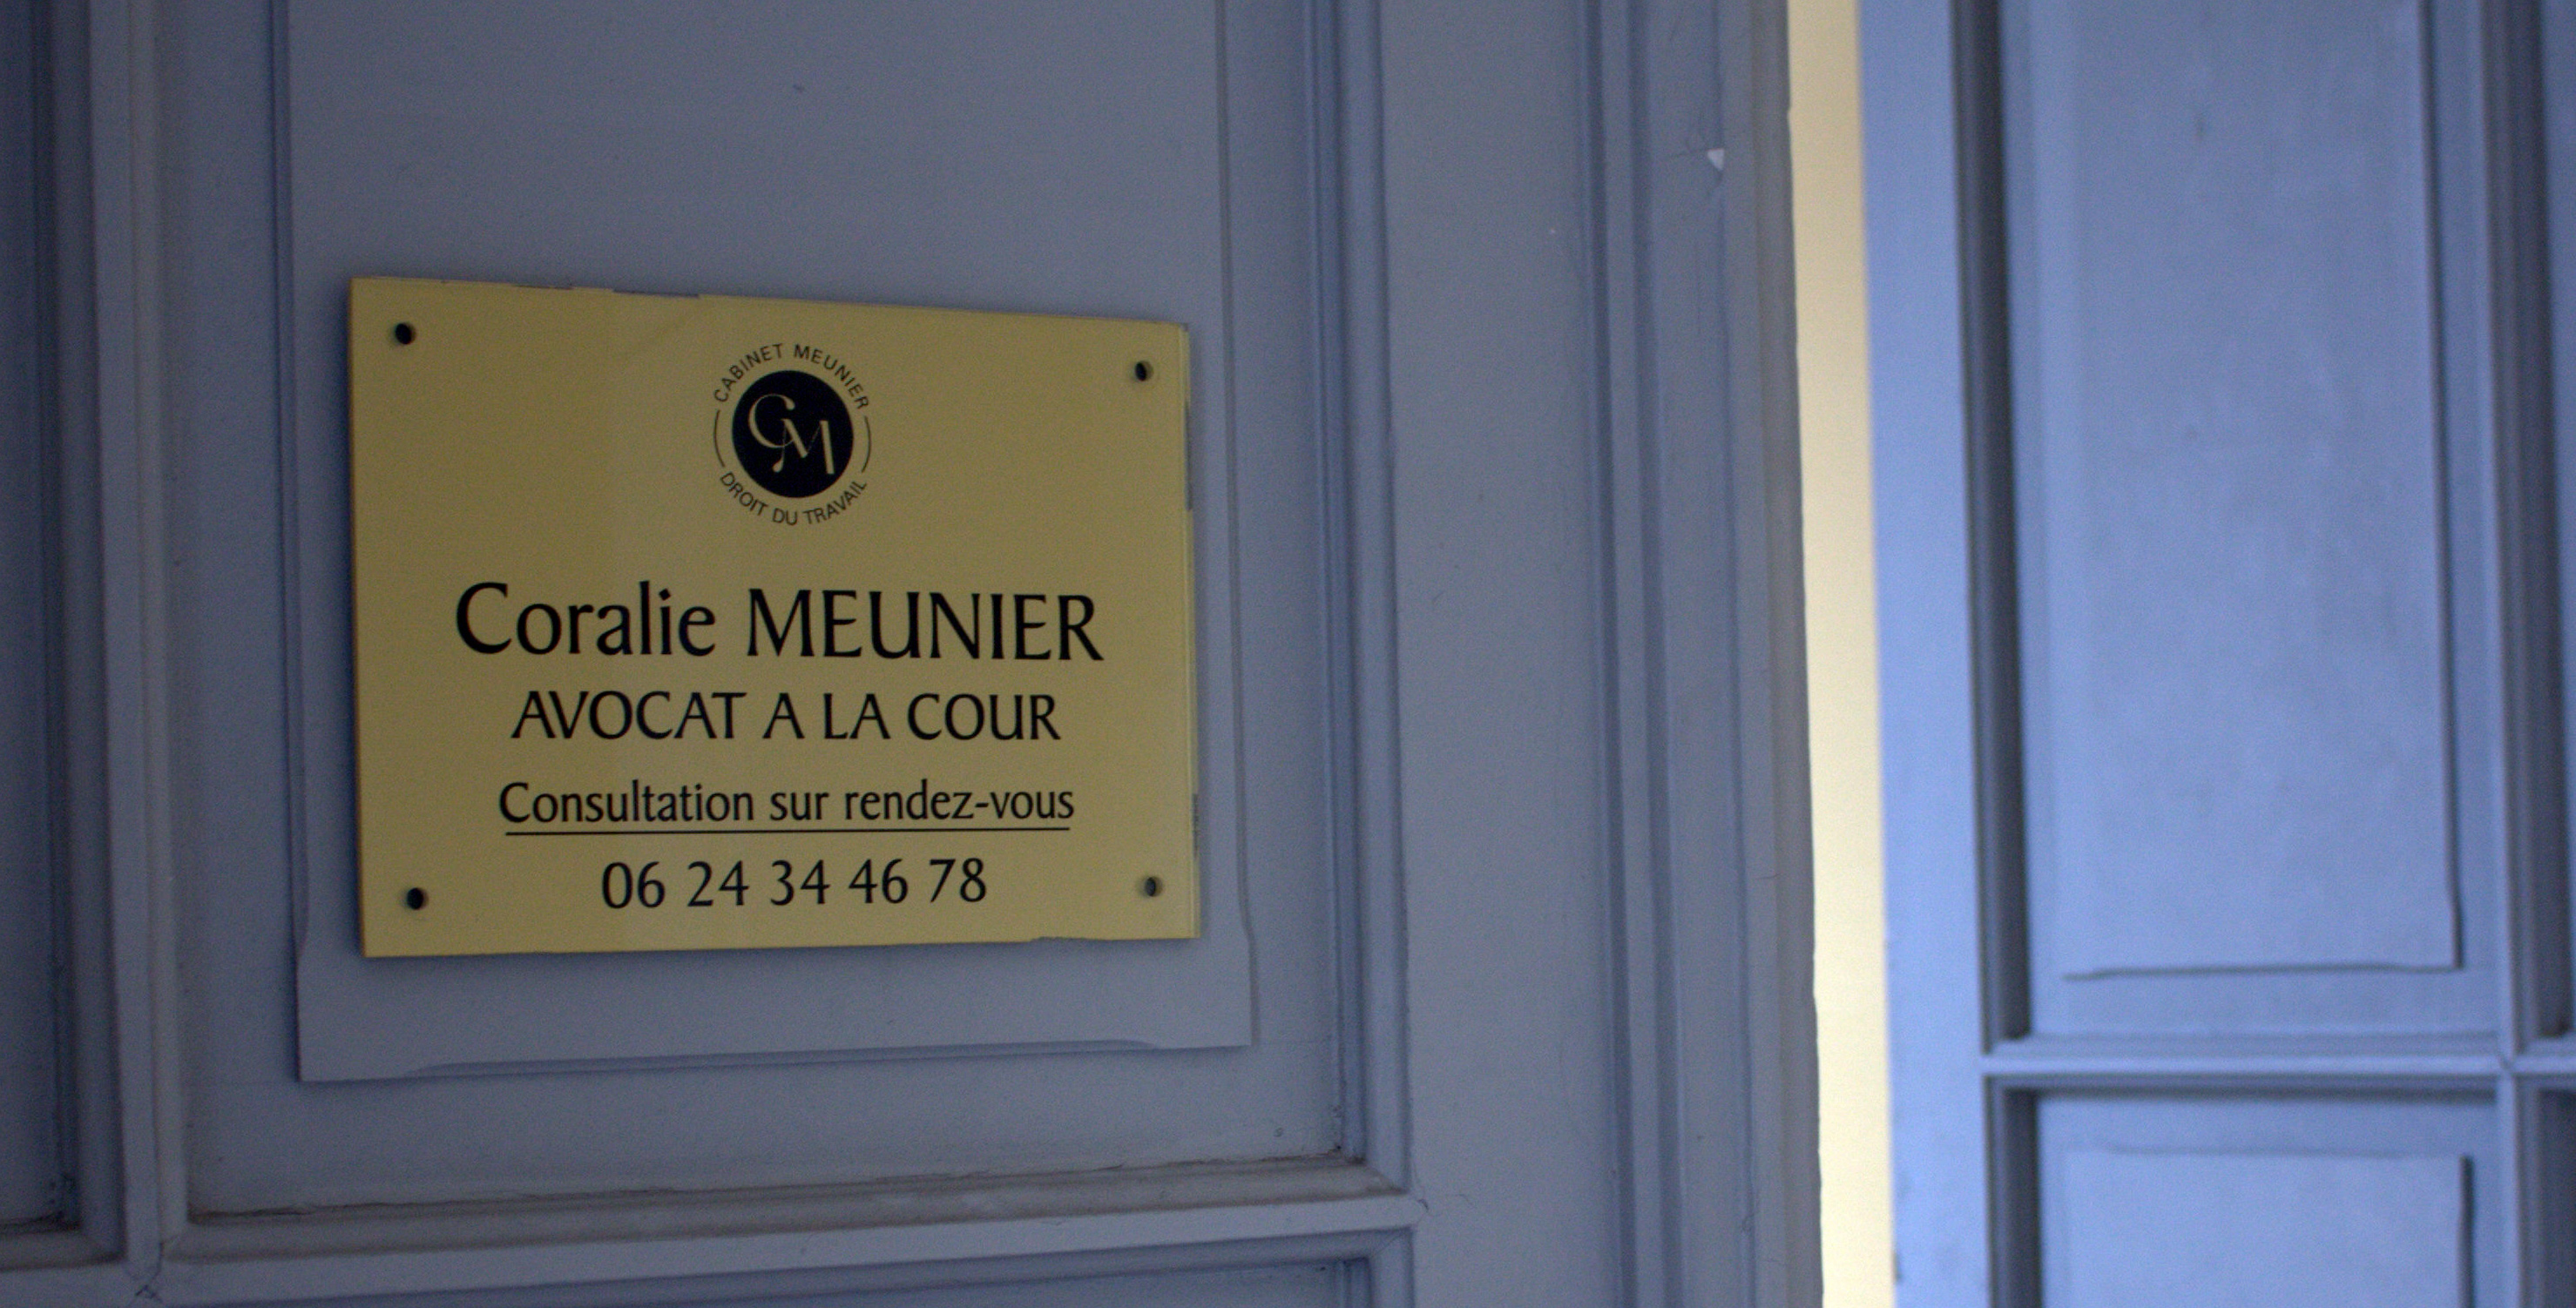 CABINET MEUNIER
CM
DROIT DU TRAVAIL
Coralie MEUNIER
AVOCAT A LA COUR
Consultation sur rendez-vous
06 24 34 46 78